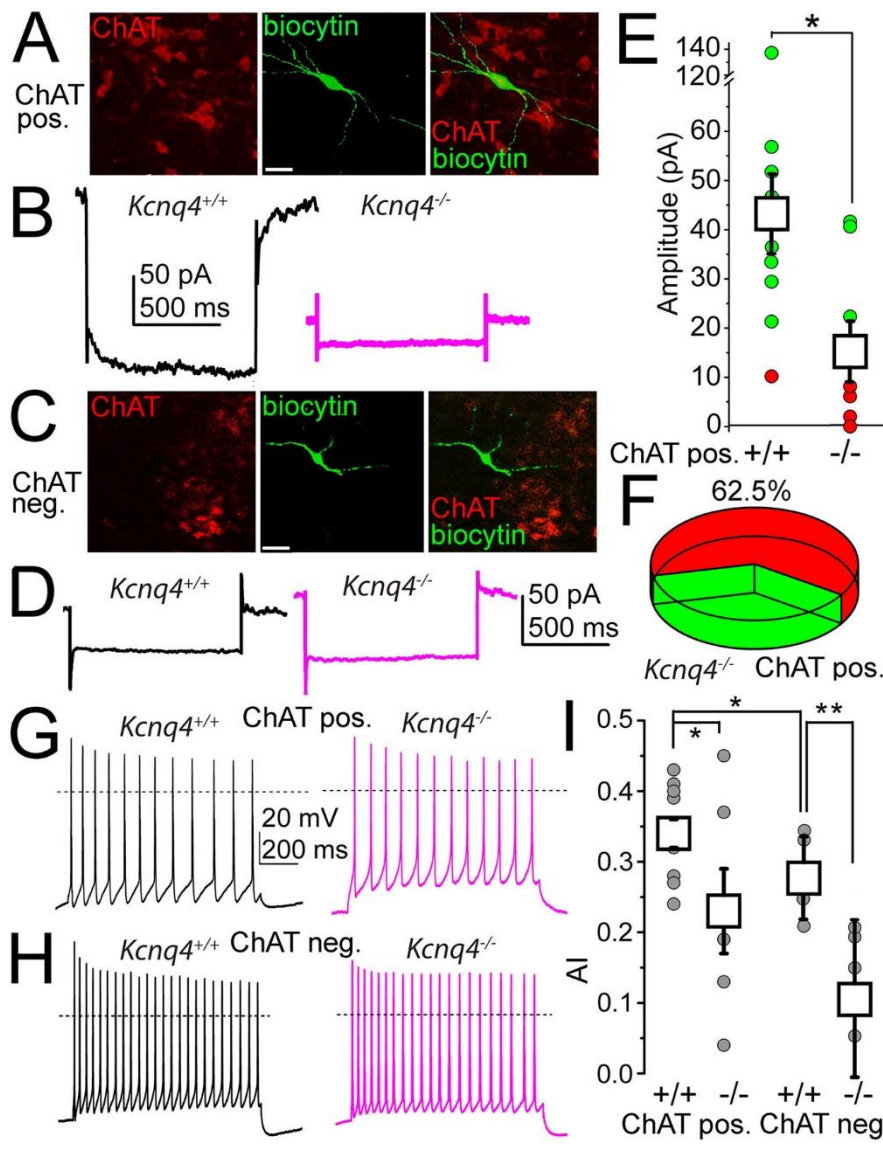 A
ChAT
biocytin
ChAT
biocytin
ChAT
pos.
B
Kcnq4+/+
Kcnq4-/-
50 pA
500 ms
C
ChAT
biocytin
ChAT
biocytin
ChAT
neg.
D
Kcnq4+/+
Kcnq4-/-
50 pA
500 ms
E
*
140
120
60
50
40
30
20
10
0
Amplitude (pA)
ChAT pos. +/+ -/-
F
62.5%
Kcnq4-/- ChAT pos.
G
Kcnq4+/+ ChAT pos. Kcnq4-/-
20 mV
200 ms
H
Kcnq4+/+ ChAT neg. Kcnq4-/-
I
*
*
**
0.5
0.4
0.3
0.2
0.1
0.0
AI
+/+ -/- +/+ -/-
ChAT pos. ChAT neg